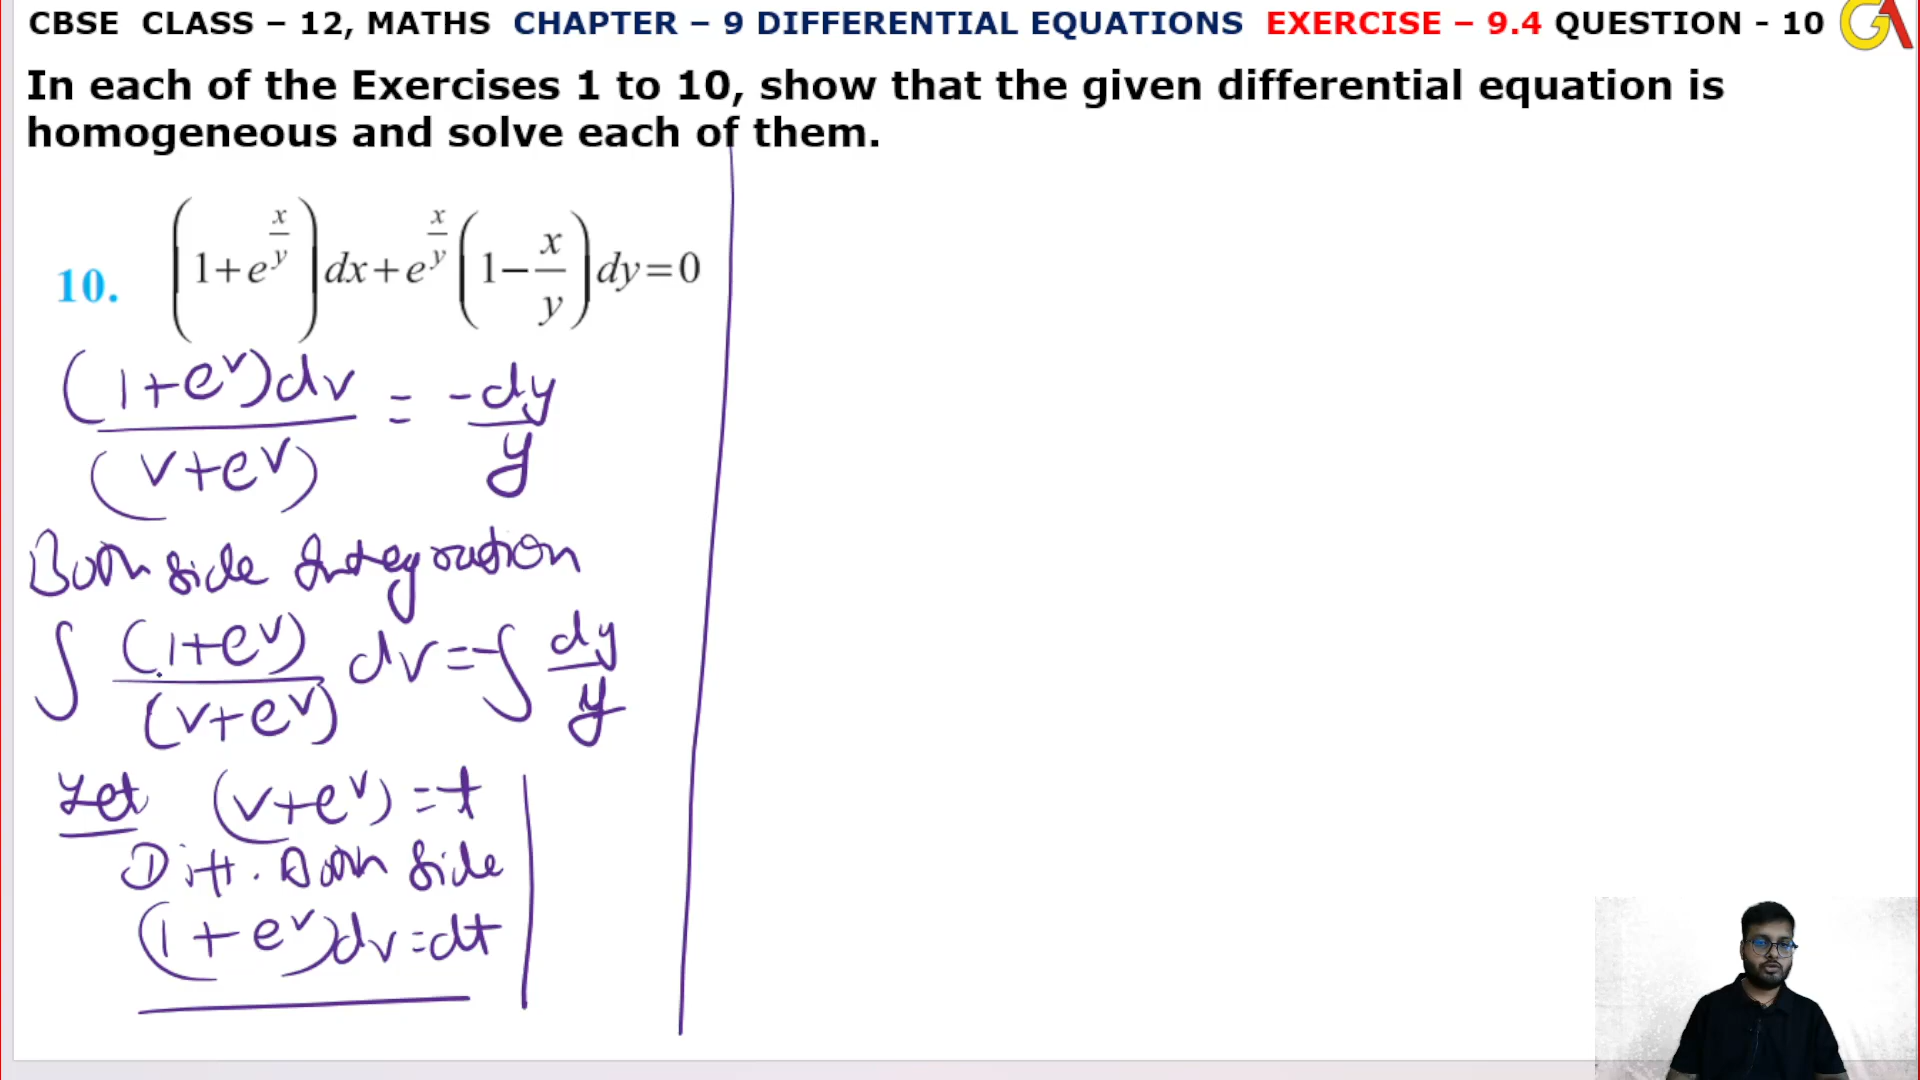 CBSE CLASS – 12, MATHS CHAPTER – 9 DIFFERENTIAL EQUATIONS EXERCISE – 9.4 QUESTION - 10 GA
In each of the Exercises 1 to 10, show that the given differential equation is
homogeneous and solve each of them.
10. (1+e^(x/y))dx+e^(x/y)(1−x/y)dy=0
(1+e^v)dv/(v+e^v) = -dy/y
Both side Integration
∫ (1+e^v)/(v+e^v) dv = -∫ dy/y
Let (v+e^v) = t
Diff. Both side
(1+e^v)dv = dt